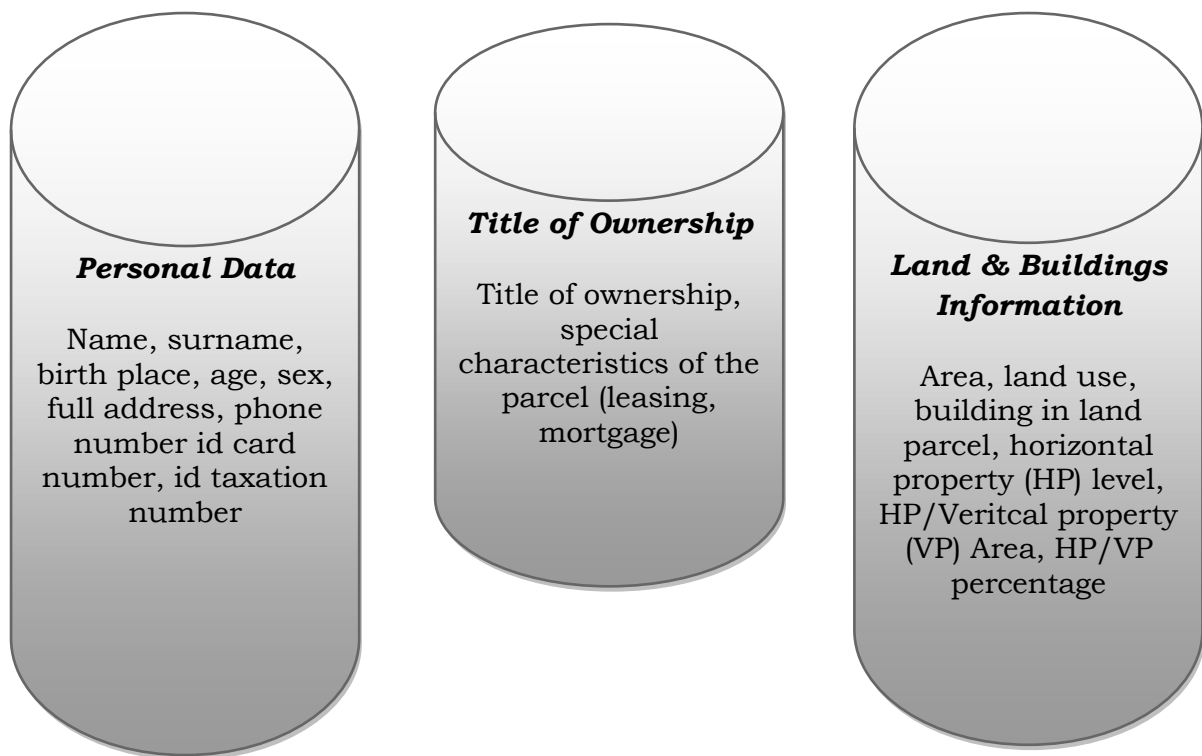 Personal Data
Name, surname,
birth place, age, sex,
full address, phone
number id card
number, id taxation
number
Title of Ownership
Title of ownership,
special
characteristics of the
parcel (leasing,
mortgage)
Land & Buildings
Information
Area, land use,
building in land
parcel, horizontal
property (HP) level,
HP/Veritcal property
(VP) Area, HP/VP
percentage